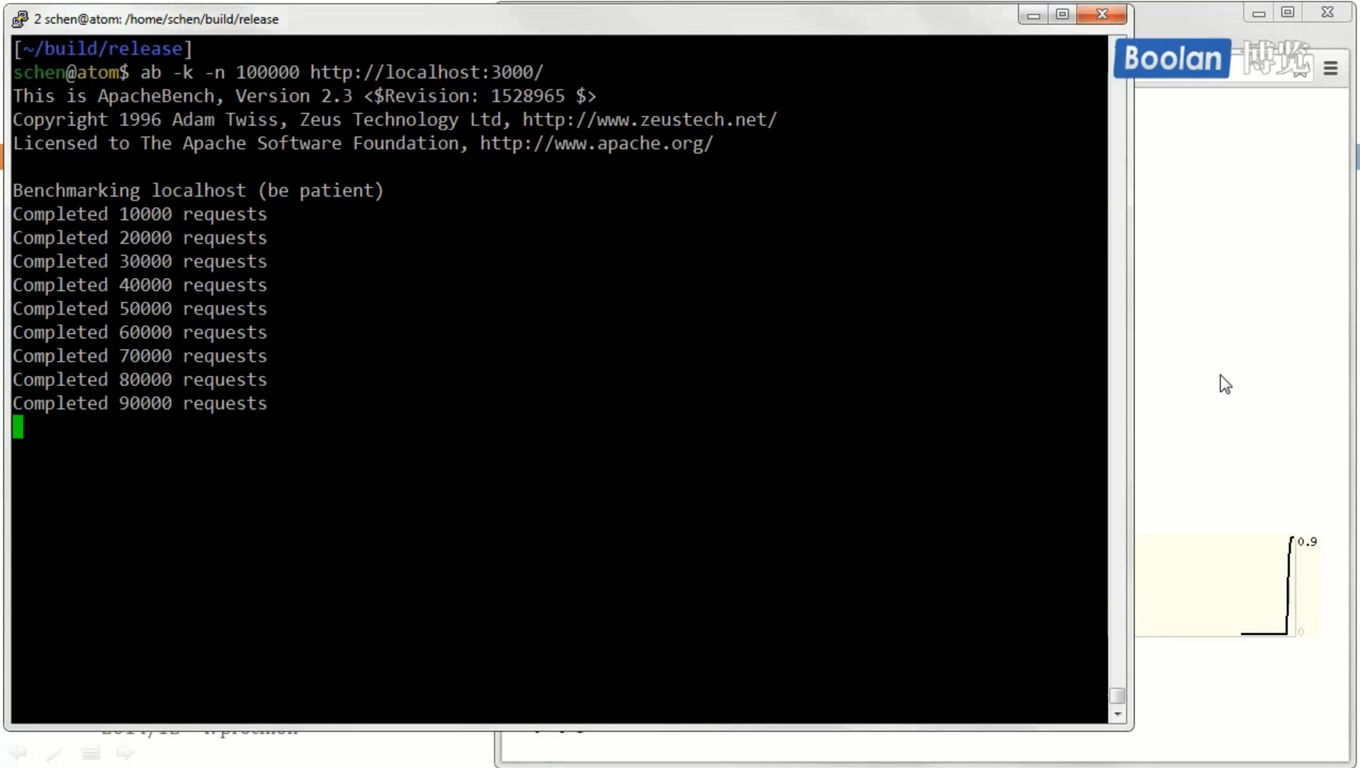 2 schen@atom: /home/schen/build/release
[~/build/release]
schen@atom$ ab -k -n 100000 http://localhost:3000/
This is ApacheBench, Version 2.3 <$Revision: 1528965 $>
Copyright 1996 Adam Twiss, Zeus Technology Ltd, http://www.zeustech.net/
Licensed to The Apache Software Foundation, http://www.apache.org/
Benchmarking localhost (be patient)
Completed 10000 requests
Completed 20000 requests
Completed 30000 requests
Completed 40000 requests
Completed 50000 requests
Completed 60000 requests
Completed 70000 requests
Completed 80000 requests
Completed 90000 requests
Boolan 博览
0.9
0